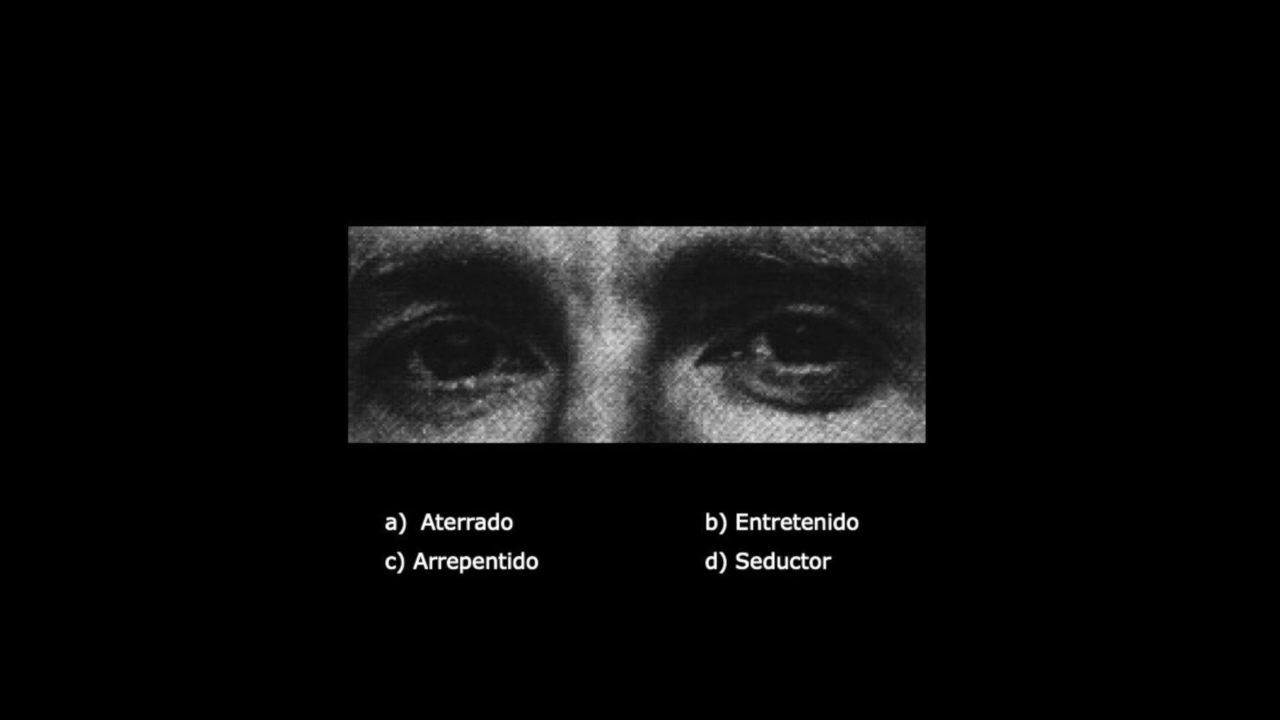 a) Aterrado b) Entretenido
c) Arrepentido d) Seductor